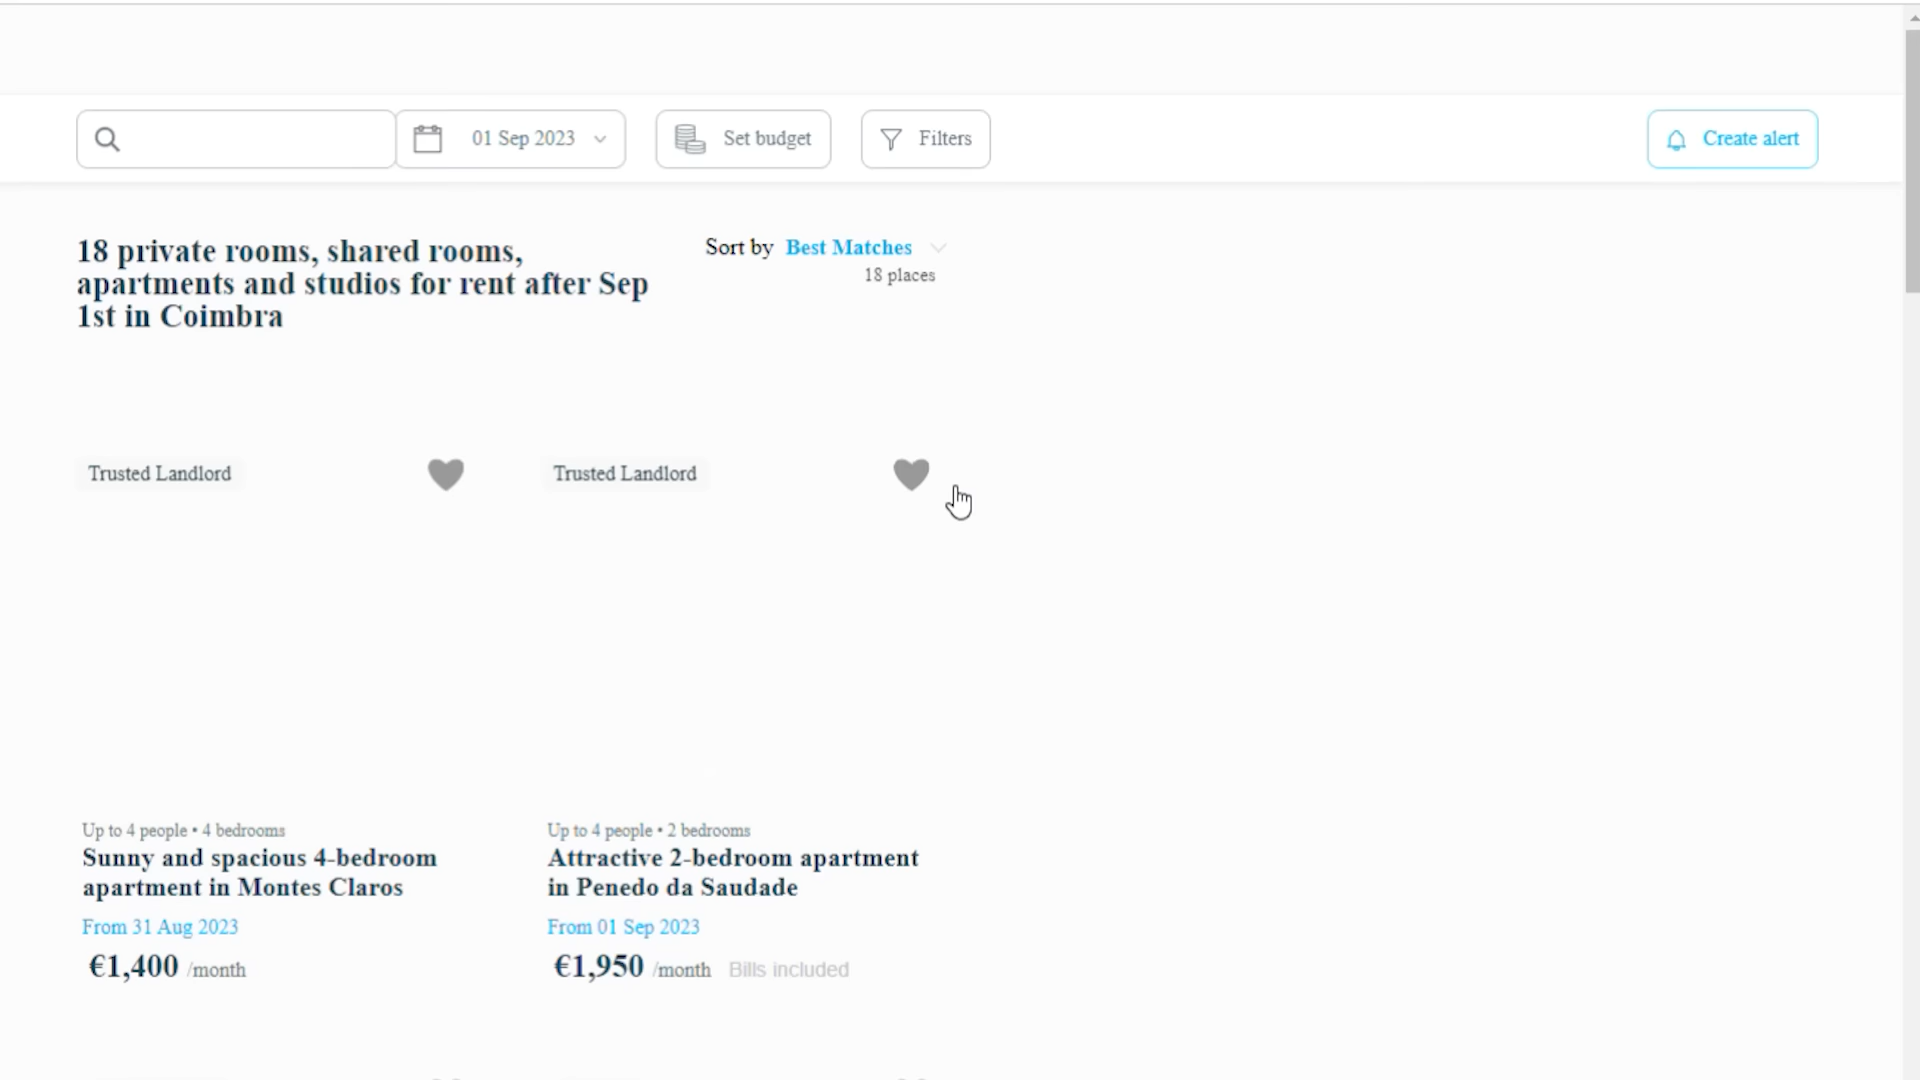 01 Sep 2023
Set budget
Filters
Create alert
18 private rooms, shared rooms,
apartments and studios for rent after Sep
1st in Coimbra
Sort by Best Matches
18 places
Trusted Landlord
Trusted Landlord
Up to 4 people • 4 bedrooms
Sunny and spacious 4-bedroom
apartment in Montes Claros
From 31 Aug 2023
€1,400 /month
Up to 4 people • 2 bedrooms
Attractive 2-bedroom apartment
in Penedo da Saudade
From 01 Sep 2023
€1,950 /month Bills included